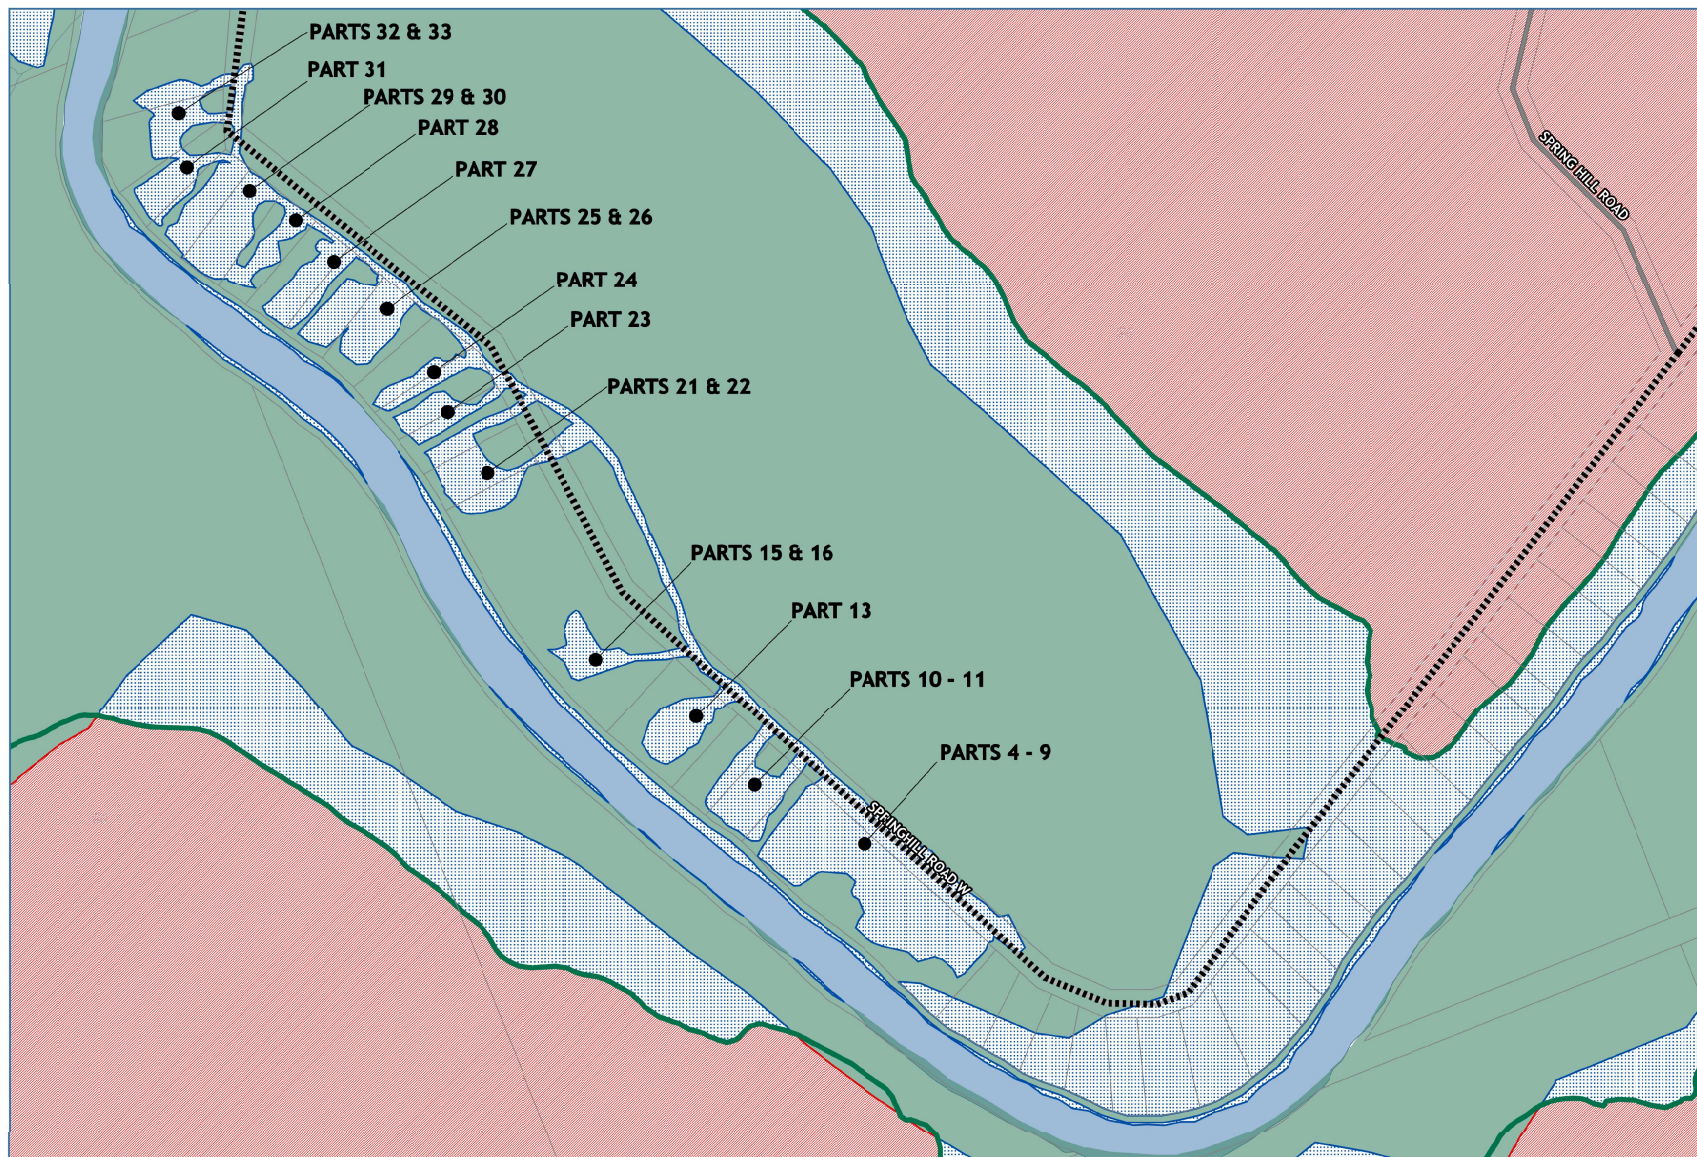 PARTS 32 & 33
PART 31
PARTS 29 & 30
PART 28
SPRING HILL ROAD
PART 27
PARTS 25 & 26
PART 24
PART 23
PARTS 21 & 22
PARTS 15 & 16
PART 13
PARTS 10 - 11
PARTS 4 - 9
SPRINGHILL ROAD W